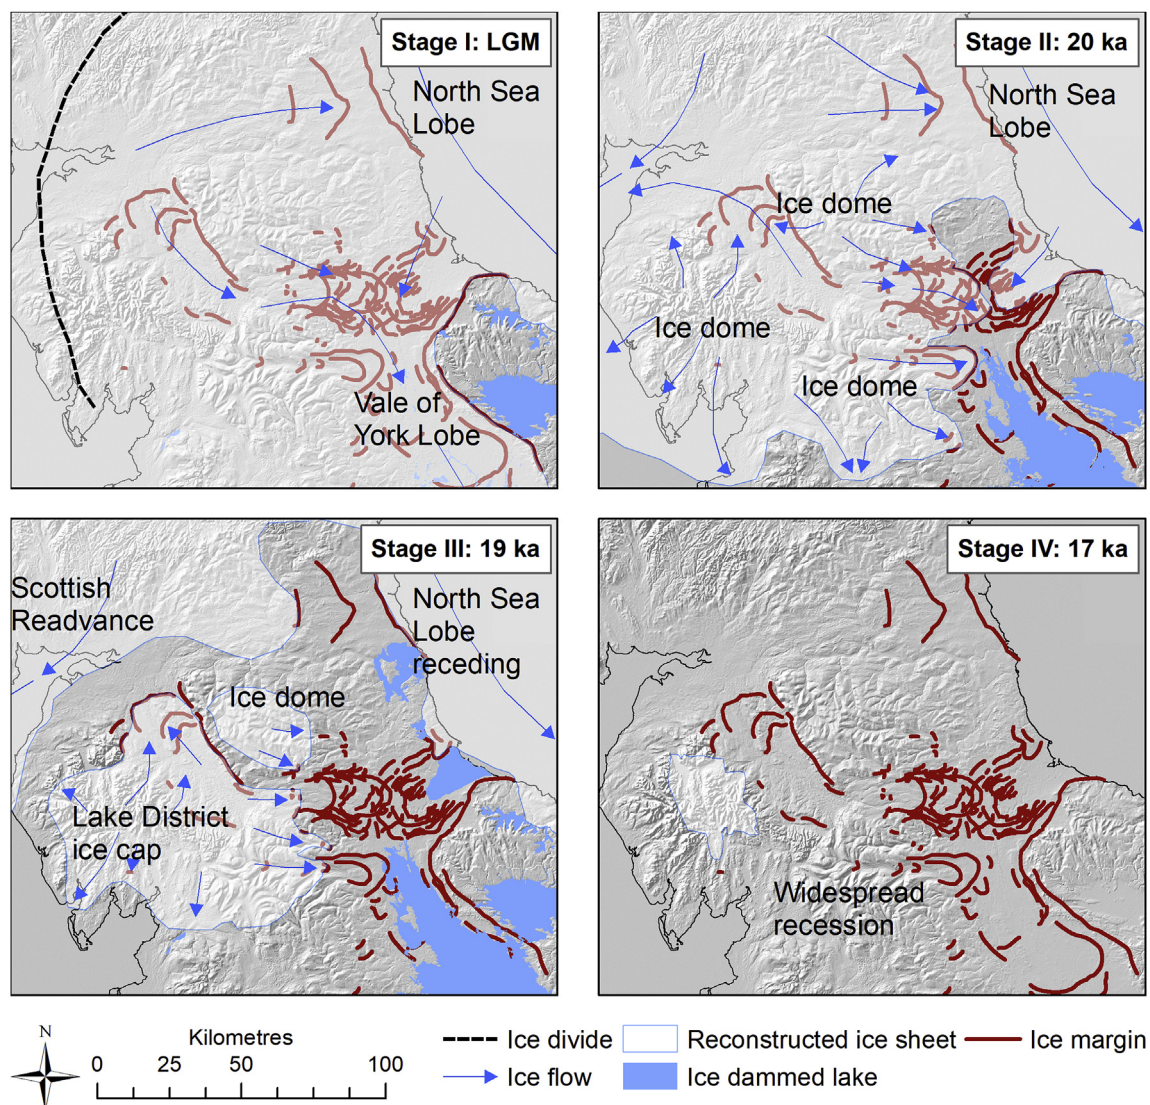 Stage I: LGM
North Sea
Lobe
Vale of
York Lobe
Stage II: 20 ka
North Sea
Lobe
Ice dome
Ice dome
Ice dome
Stage III: 19 ka
Scottish
Readvance
North Sea
Lobe
receding
Ice dome
Lake District
ice cap
Stage IV: 17 ka
Widespread
recession
N
Kilometres
0 25 50 100
Ice divide
Reconstructed ice sheet
Ice margin
Ice flow
Ice dammed lake